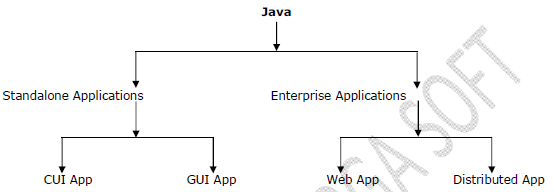 Java
Standalone Applications
Enterprise Applications
CUI App
GUI App
Web App
Distributed App